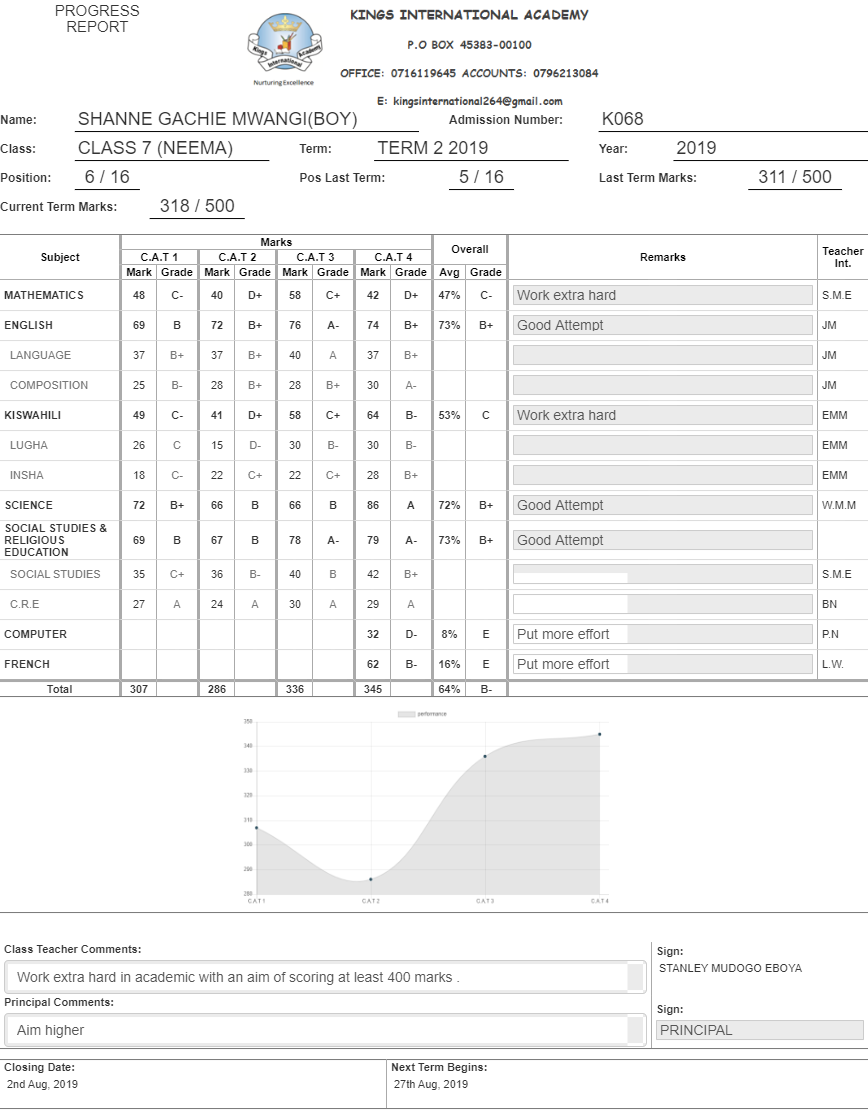 PROGRESS
REPORT
KINGS INTERNATIONAL ACADEMY
P.O BOX 45383-00100
OFFICE: 0716119645 ACCOUNTS: 0796213084
E: kingsinternational264@gmail.com
Kings International Academy
Nurturing Excellence
Name: SHANNE GACHIE MWANGI(BOY) Admission Number: K068
Class: CLASS 7 (NEEMA) Term: TERM 2 2019 Year: 2019
Position: 6 / 16 Pos Last Term: 5 / 16 Last Term Marks: 311 / 500
Current Term Marks: 318 / 500
Subject Marks Overall Remarks Teacher Int.
C.A.T 1 C.A.T 2 C.A.T 3 C.A.T 4
Mark Grade Mark Grade Mark Grade Mark Grade Avg Grade
MATHEMATICS 48 C- 40 D+ 58 C+ 42 D+ 47% C- Work extra hard S.M.E
ENGLISH 69 B 72 B+ 76 A- 74 B+ 73% B+ Good Attempt JM
LANGUAGE 37 B+ 37 B+ 40 A 37 B+ JM
COMPOSITION 25 B- 28 B+ 28 B+ 30 A- JM
KISWAHILI 49 C- 41 D+ 58 C+ 64 B- 53% C Work extra hard EMM
LUGHA 26 C 15 D- 30 B- 30 B- EMM
INSHA 18 C- 22 C+ 22 C+ 28 B+ EMM
SCIENCE 72 B+ 66 B 66 B 86 A 72% B+ Good Attempt W.M.M
SOCIAL STUDIES &
RELIGIOUS
EDUCATION 69 B 67 B 78 A- 79 A- 73% B+ Good Attempt
SOCIAL STUDIES 35 C+ 36 B- 40 B 42 B+ S.M.E
C.R.E 27 A 24 A 30 A 29 A BN
COMPUTER 32 D- 8% E Put more effort P.N
FRENCH 62 B- 16% E Put more effort L.W.
Total 307 286 336 345 64% B-
performance
350
340
330
320
310
300
290
280
CAT1 CAT2 CAT3 CAT4
Class Teacher Comments:
Work extra hard in academic with an aim of scoring at least 400 marks .
Sign:
STANLEY MUDOGO EBOYA
Principal Comments:
Aim higher
Sign:
PRINCIPAL
Closing Date:
2nd Aug, 2019
Next Term Begins:
27th Aug, 2019